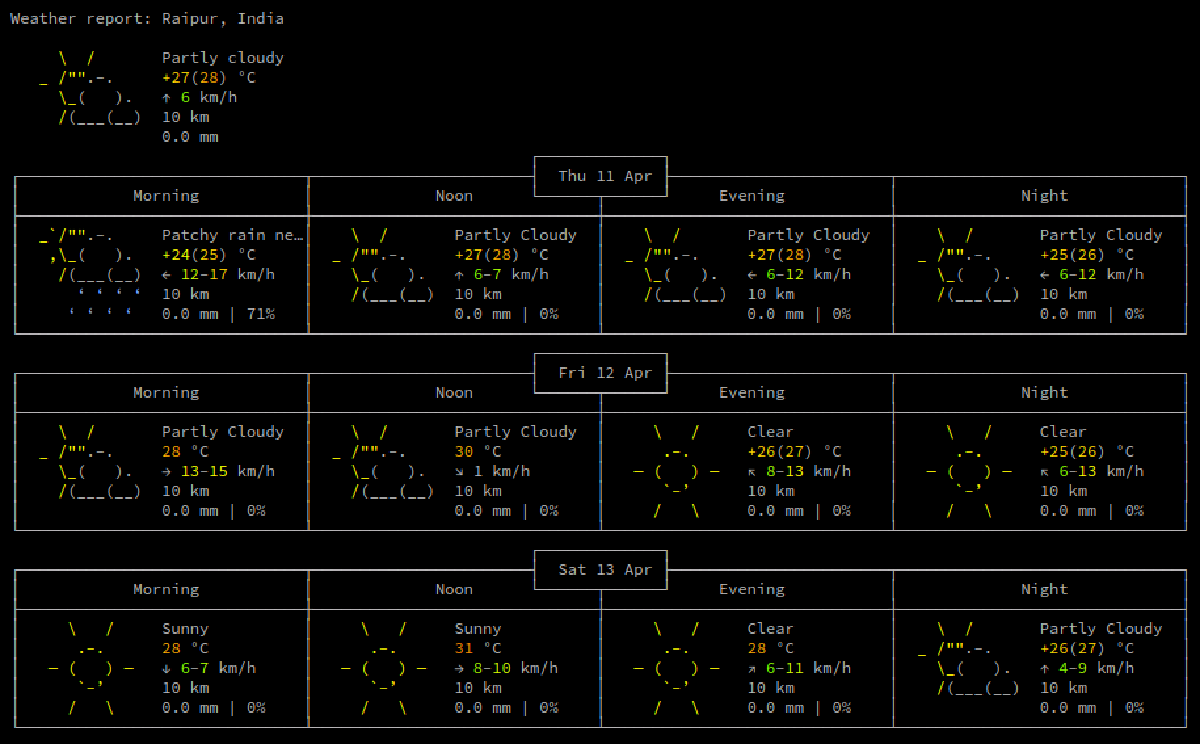 Weather report: Raipur, India
Partly cloudy
+27(28) °C
↑ 6 km/h
10 km
0.0 mm
Thu 11 Apr
Morning Noon Evening Night
Patchy rain ne… Partly Cloudy Partly Cloudy Partly Cloudy
+24(25) °C +27(28) °C +27(28) °C +25(26) °C
← 12-17 km/h ↑ 6-7 km/h ← 6-12 km/h ← 6-12 km/h
10 km 10 km 10 km 10 km
0.0 mm | 71% 0.0 mm | 0% 0.0 mm | 0% 0.0 mm | 0%
Fri 12 Apr
Morning Noon Evening Night
Partly Cloudy Partly Cloudy Clear Clear
28 °C 30 °C +26(27) °C +25(26) °C
→ 13-15 km/h ↘ 1 km/h ↖ 8-13 km/h ↖ 6-13 km/h
10 km 10 km 10 km 10 km
0.0 mm | 0% 0.0 mm | 0% 0.0 mm | 0% 0.0 mm | 0%
Sat 13 Apr
Morning Noon Evening Night
Sunny Sunny Clear Partly Cloudy
28 °C 31 °C 28 °C +26(27) °C
↓ 6-7 km/h → 8-10 km/h ↗ 6-11 km/h ↑ 4-9 km/h
10 km 10 km 10 km 10 km
0.0 mm | 0% 0.0 mm | 0% 0.0 mm | 0% 0.0 mm | 0%